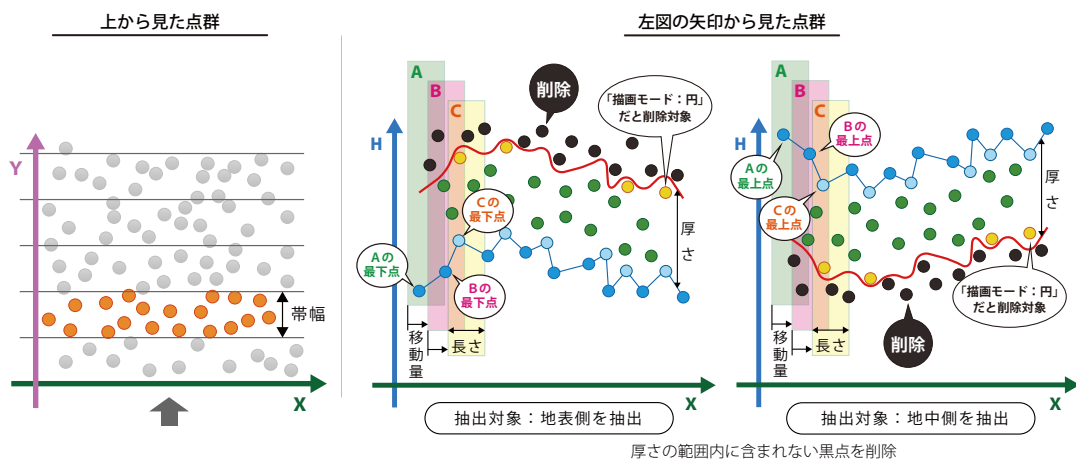 上から見た点群
Y
帯幅
X
左図の矢印から見た点群
A
B
C
H
削除
「描画モード：円」
だと削除対象
Cの
最下点
Aの
最下点
Bの
最下点
厚さ
移動量
長さ
X
抽出対象：地表側を抽出
A
B
C
H
Bの
最上点
Aの
最上点
Cの
最上点
厚さ
「描画モード：円」
だと削除対象
削除
移動量
長さ
X
抽出対象：地中側を抽出
厚さの範囲内に含まれない黒点を削除